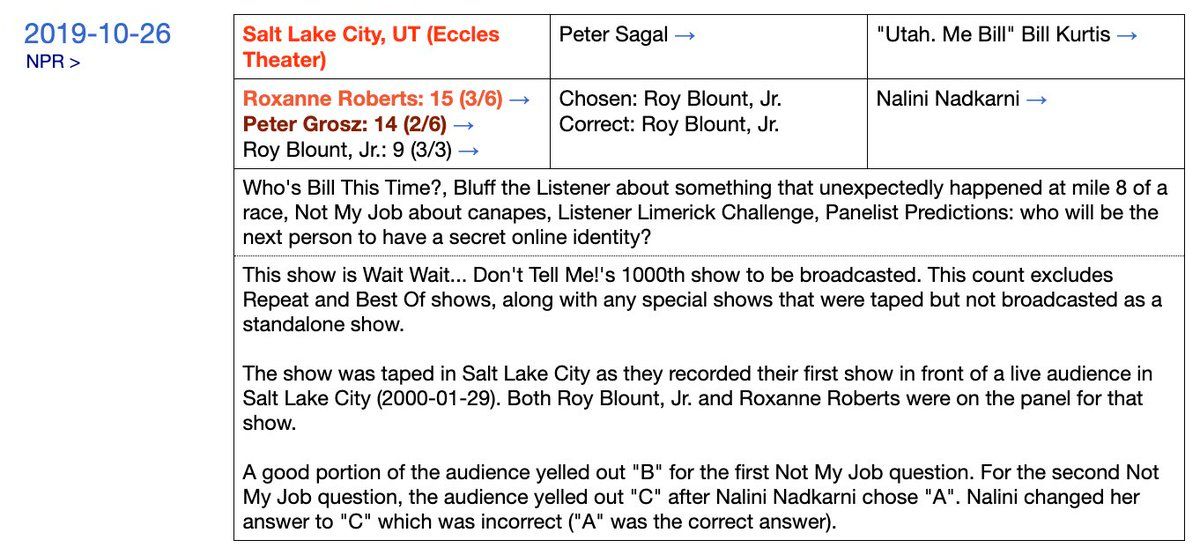 2019-10-26
NPR >
Salt Lake City, UT (Eccles
Theater)
Peter Sagal →
"Utah. Me Bill" Bill Kurtis →
Roxanne Roberts: 15 (3/6) →
Peter Grosz: 14 (2/6) →
Roy Blount, Jr.: 9 (3/3) →
Chosen: Roy Blount, Jr.
Correct: Roy Blount, Jr.
Nalini Nadkarni →
Who's Bill This Time?, Bluff the Listener about something that unexpectedly happened at mile 8 of a
race, Not My Job about canapes, Listener Limerick Challenge, Panelist Predictions: who will be the
next person to have a secret online identity?
This show is Wait Wait... Don't Tell Me!'s 1000th show to be broadcasted. This count excludes
Repeat and Best Of shows, along with any special shows that were taped but not broadcasted as a
standalone show.
The show was taped in Salt Lake City as they recorded their first show in front of a live audience in
Salt Lake City (2000-01-29). Both Roy Blount, Jr. and Roxanne Roberts were on the panel for that
show.
A good portion of the audience yelled out "B" for the first Not My Job question. For the second Not
My Job question, the audience yelled out "C" after Nalini Nadkarni chose "A". Nalini changed her
answer to "C" which was incorrect ("A" was the correct answer).